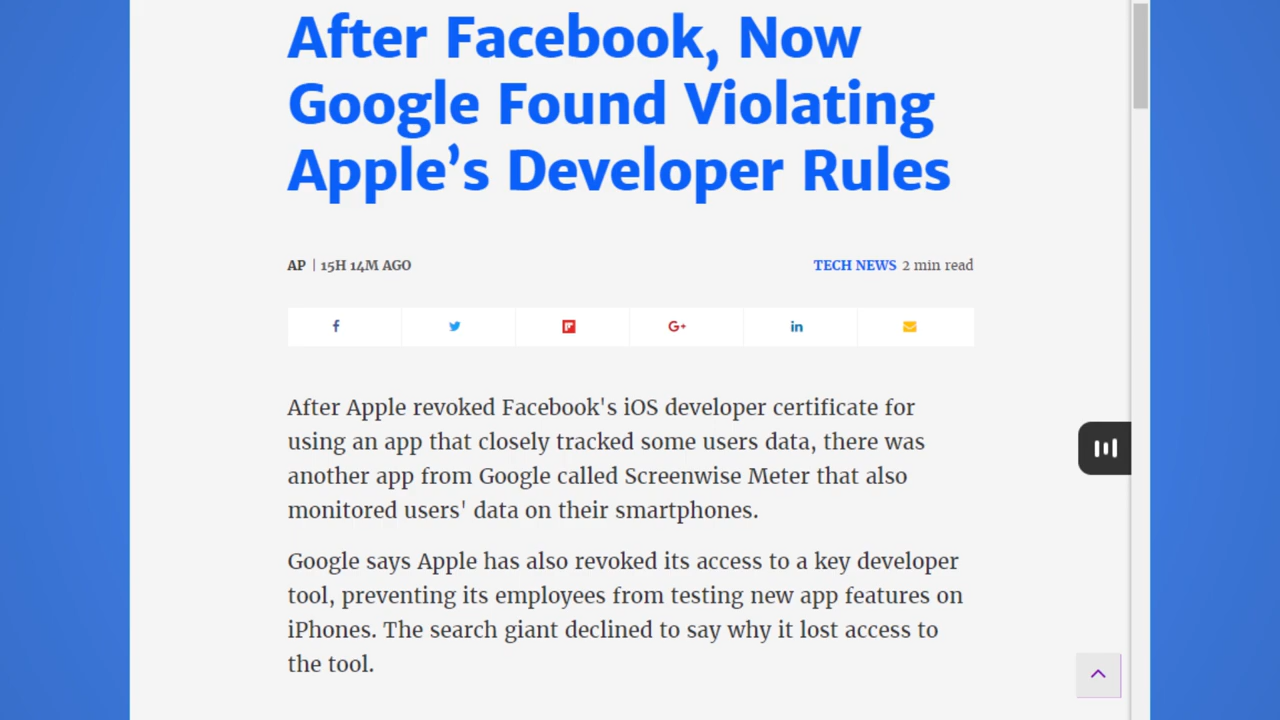 After Facebook, Now
Google Found Violating
Apple’s Developer Rules
AP | 15H 14M AGO
TECH NEWS 2 min read
After Apple revoked Facebook's iOS developer certificate for
using an app that closely tracked some users data, there was
another app from Google called Screenwise Meter that also
monitored users' data on their smartphones.
Google says Apple has also revoked its access to a key developer
tool, preventing its employees from testing new app features on
iPhones. The search giant declined to say why it lost access to
the tool.